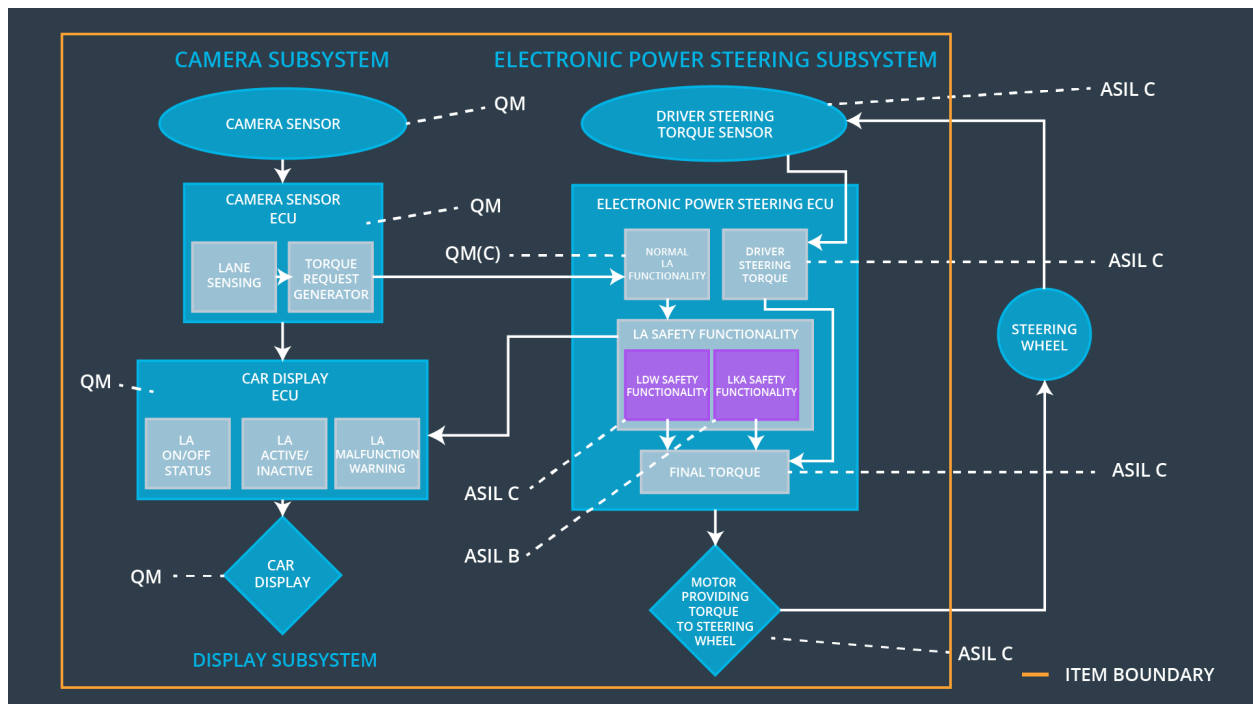 CAMERA SUBSYSTEM
ELECTRONIC POWER STEERING SUBSYSTEM
CAMERA SENSOR
QM
DRIVER STEERING
TORQUE SENSOR
ASIL C
CAMERA SENSOR
ECU
QM
LANE
SENSING
TORQUE
REQUEST
GENERATOR
QM(C)
ELECTRONIC POWER STEERING ECU
NORMAL
LA
FUNCTIONALITY
DRIVER
STEERING
TORQUE
ASIL C
LA SAFETY FUNCTIONALITY
LDW SAFETY
FUNCTIONALITY
LKA SAFETY
FUNCTIONALITY
STEERING
WHEEL
QM
CAR DISPLAY
ECU
LA
ON/OFF
STATUS
LA
ACTIVE/
INACTIVE
LA
MALFUNCTION
WARNING
FINAL TORQUE
ASIL C
ASIL C
ASIL B
QM
CAR
DISPLAY
MOTOR
PROVIDING
TORQUE
TO STEERING
WHEEL
ASIL C
DISPLAY SUBSYSTEM
ITEM BOUNDARY